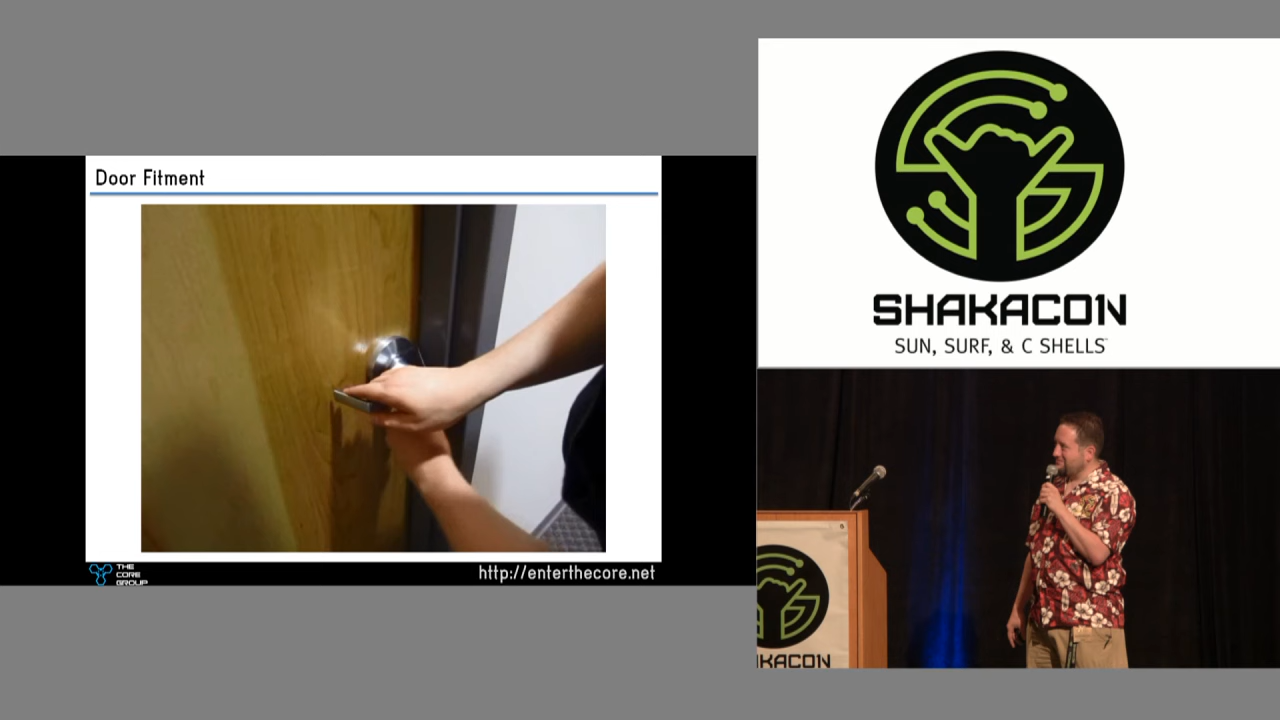 Door Fitment
THE
CORE
GROUP
http://enterthecore.net
SHAKACON
SUN, SURF, & C SHELLS